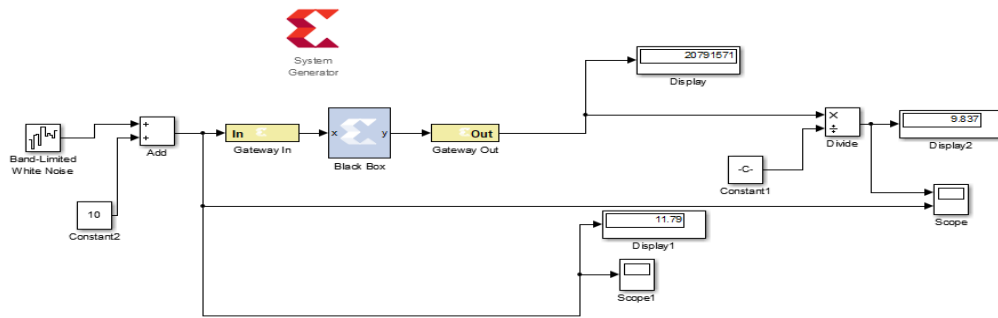 System
Generator
20791571
Display
+
+
Add
Band-Limited
White Noise
In
Gateway In
x
y
Black Box
Out
Gateway Out
×
÷
Divide
9.837
Display2
-C-
Constant1
10
Constant2
Scope
11.79
Display1
Scope1